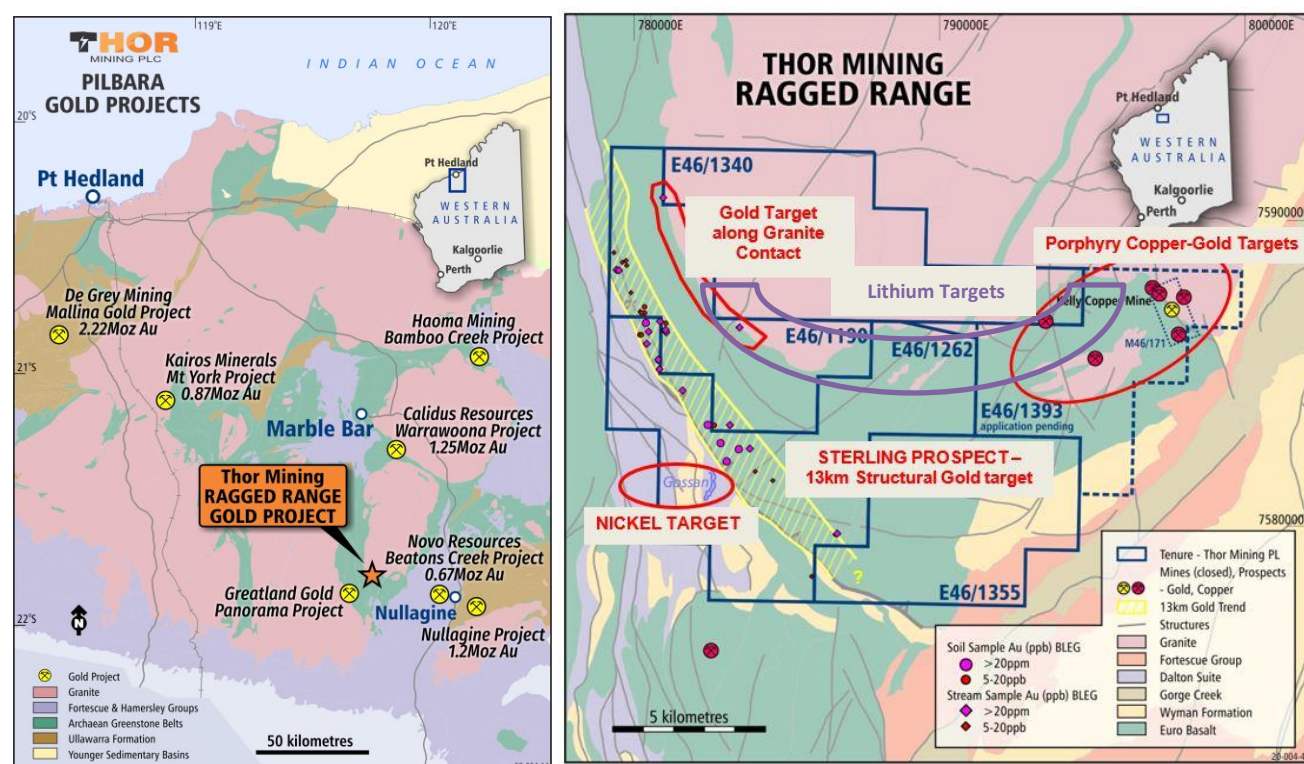 119°E
120°E
THOR
MINING PLC
PILBARA
GOLD PROJECTS
INDIAN OCEAN
20°S
Pt Hedland
Pt Hedland
WESTERN
AUSTRALIA
Kalgoorlie
Perth
De Grey Mining
Mallina Gold Project
2.22Moz Au
Haoma Mining
Bamboo Creek Project
21°S
Kairos Minerals
Mt York Project
0.87Moz Au
Marble Bar
Calidus Resources
Warrawoona Project
1.25Moz Au
Thor Mining
RAGGED RANGE
GOLD PROJECT
Novo Resources
Beatons Creek Project
0.67Moz Au
Greatland Gold
Panorama Project
Nullagine
Nullagine Project
1.2Moz Au
N
22°S
Gold Project
Granite
Fortescue & Hamersley Groups
Archaean Greenstone Belts
Ullawarra Formation
Younger Sedimentary Basins
50 kilometres
780000E
790000E
800000E
THOR MINING
RAGGED RANGE
Pt Hedland
WESTERN
AUSTRALIA
Kalgoorlie
Perth
E46/1340
7590000
Gold Target
along Granite
Contact
Porphyry Copper-Gold Targets
Lithium Targets
Kelly Copper Mine
E46/1190
E46/1262
M46/171
E46/1393
application pending
STERLING PROSPECT –
13km Structural Gold target
Gossan
NICKEL TARGET
7580000
?
E46/1355
Tenure - Thor Mining PL
Mines (closed), Prospects
- Gold, Copper
13km Gold Trend
Structures
Granite
Fortescue Group
Dalton Suite
Gorge Creek
Wyman Formation
Euro Basalt
Soil Sample Au (ppb) BLEG
>20ppm
5-20ppb
Stream Sample Au (ppb) BLEG
>20ppm
5-20ppb
5 kilometres